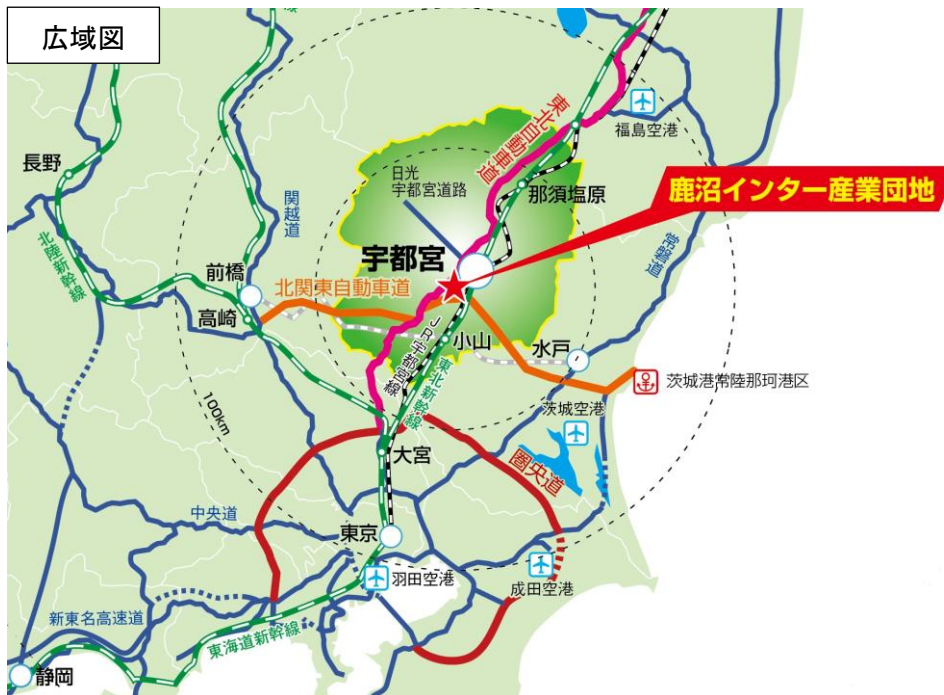 広域図
福島空港
東北自動車道
長野
日光
宇都宮道路
那須塩原
鹿沼インター産業団地
関越道
常磐道
北陸新幹線
宇都宮
前橋
北関東自動車道
高崎
JR宇都宮線
小山
水戸
東北新幹線
茨城港常陸那珂港区
100km
茨城空港
大宮
圏央道
中央道
東京
羽田空港
成田空港
新東名高速道
東海道新幹線
静岡